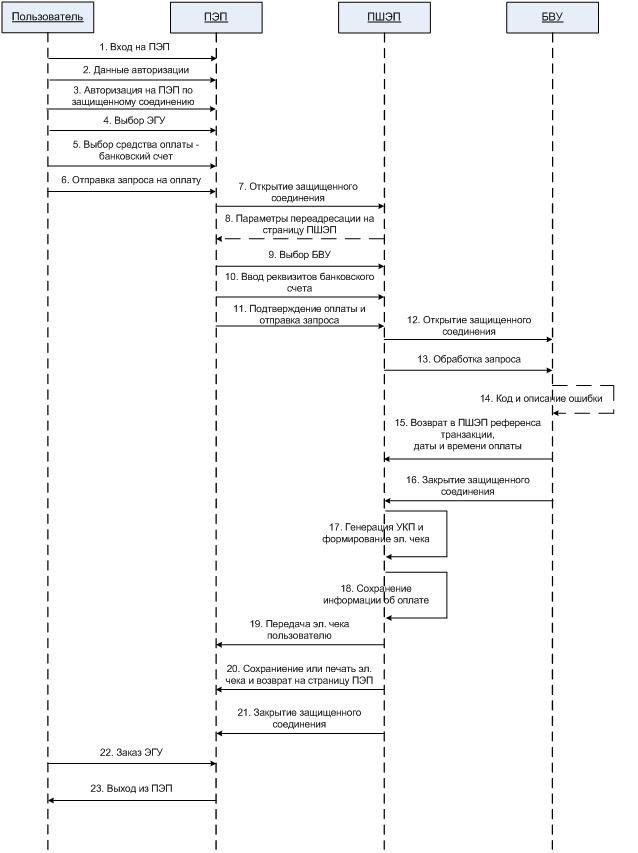 Пользователь
ПЭП
ПШЭП
БВУ
1. Вход на ПЭП
2. Данные авторизации
3. Авторизация на ПЭП по
защищенному соединению
4. Выбор ЭГУ
5. Выбор средства оплаты -
банковский счет
6. Отправка запроса на оплату
7. Открытие защищенного
соединения
8. Параметры переадресации на
страницу ПШЭП
9. Выбор БВУ
10. Ввод реквизитов банковского
счета
11. Подтверждение оплаты и
отправка запроса
12. Открытие защищенного
соединения
13. Обработка запроса
14. Код и описание ошибки
15. Возврат в ПШЭП референса
транзакции,
даты и времени оплаты
16. Закрытие защищенного
соединения
17. Генерация УКП и
формирование эл. чека
18. Сохранение
информации об оплате
19. Передача эл. чека
пользователю
20. Сохраниение или печать эл.
чека и возврат на страницу ПЭП
21. Закрытие защищенного
соединения
22. Заказ ЭГУ
23. Выход из ПЭП